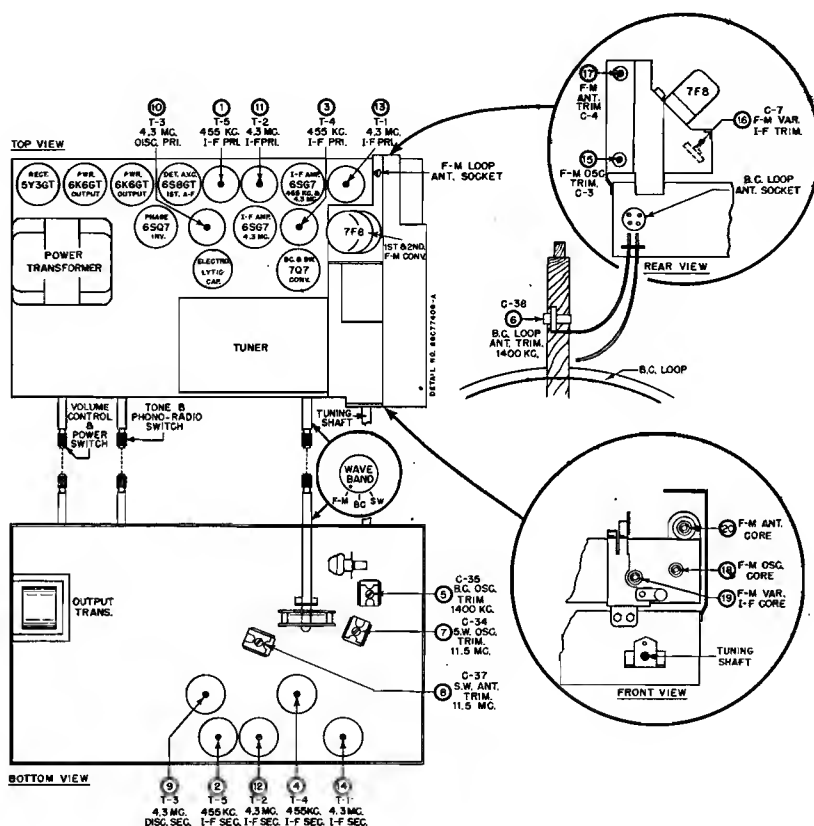 TOP VIEW
10
T-3
4.3 MC.
DISC. PRI.
1
T-5
455 KC.
I-F PRI.
11
T-2
4.3 MC.
I-F PRI.
3
T-4
455 KC.
I-F PRI.
13
T-1
4.3 MC.
I-F PRI.
F-M LOOP
ANT. SOCKET
RECT.
5Y3GT
PWR.
6K6GT
OUTPUT
PWR.
6K6GT
OUTPUT
DET. A.V.C.
6S8GT
1ST. A-F
I-F AMP.
6SG7
455 KC. &
4.3 MC.
PHASE
6SQ7
INV.
I-F AMP.
6SG7
4.3 MC.
7F8
1ST & 2ND.
F-M CONV.
POWER
TRANSFORMER
ELECTRO
LYTIC
CAP.
BC. & SW.
7Q7
CONV.
TUNER
DETAIL NO. 88C77408-A
VOLUME
CONTROL
&
POWER
SWITCH
TONE &
PHONO-RADIO
SWITCH
TUNING
SHAFT
WAVE
BAND
F-M
BC
SW
17
F-M
ANT.
TRIM
C-4
7F8
C-7
F-M VAR.
I-F TRIM.
16
15
F-M OSC
TRIM.
C-3
B.C. LOOP
ANT. SOCKET
REAR VIEW
C-38
6
B.C. LOOP
ANT. TRIM.
1400 KC.
B.C. LOOP
OUTPUT
TRANS.
C-35
5
B.C. OSC.
TRIM
1400 KC.
C-34
7
S.W. OSC.
TRIM.
11.5 MC.
C-37
8
S.W. ANT.
TRIM.
11.5 MC.
20
F-M ANT.
CORE
18
F-M OSC.
CORE
19
F-M VAR.
I-F CORE
TUNING
SHAFT
FRONT VIEW
BOTTOM VIEW
9
T-3
4.3 MC.
DISC. SEC.
2
T-5
455 KC.
I-F SEC.
12
T-2
4.3 MC.
I-F SEC.
4
T-4
455 KC.
I-F SEC.
14
T-1
4.3 MC.
I-F SEC.